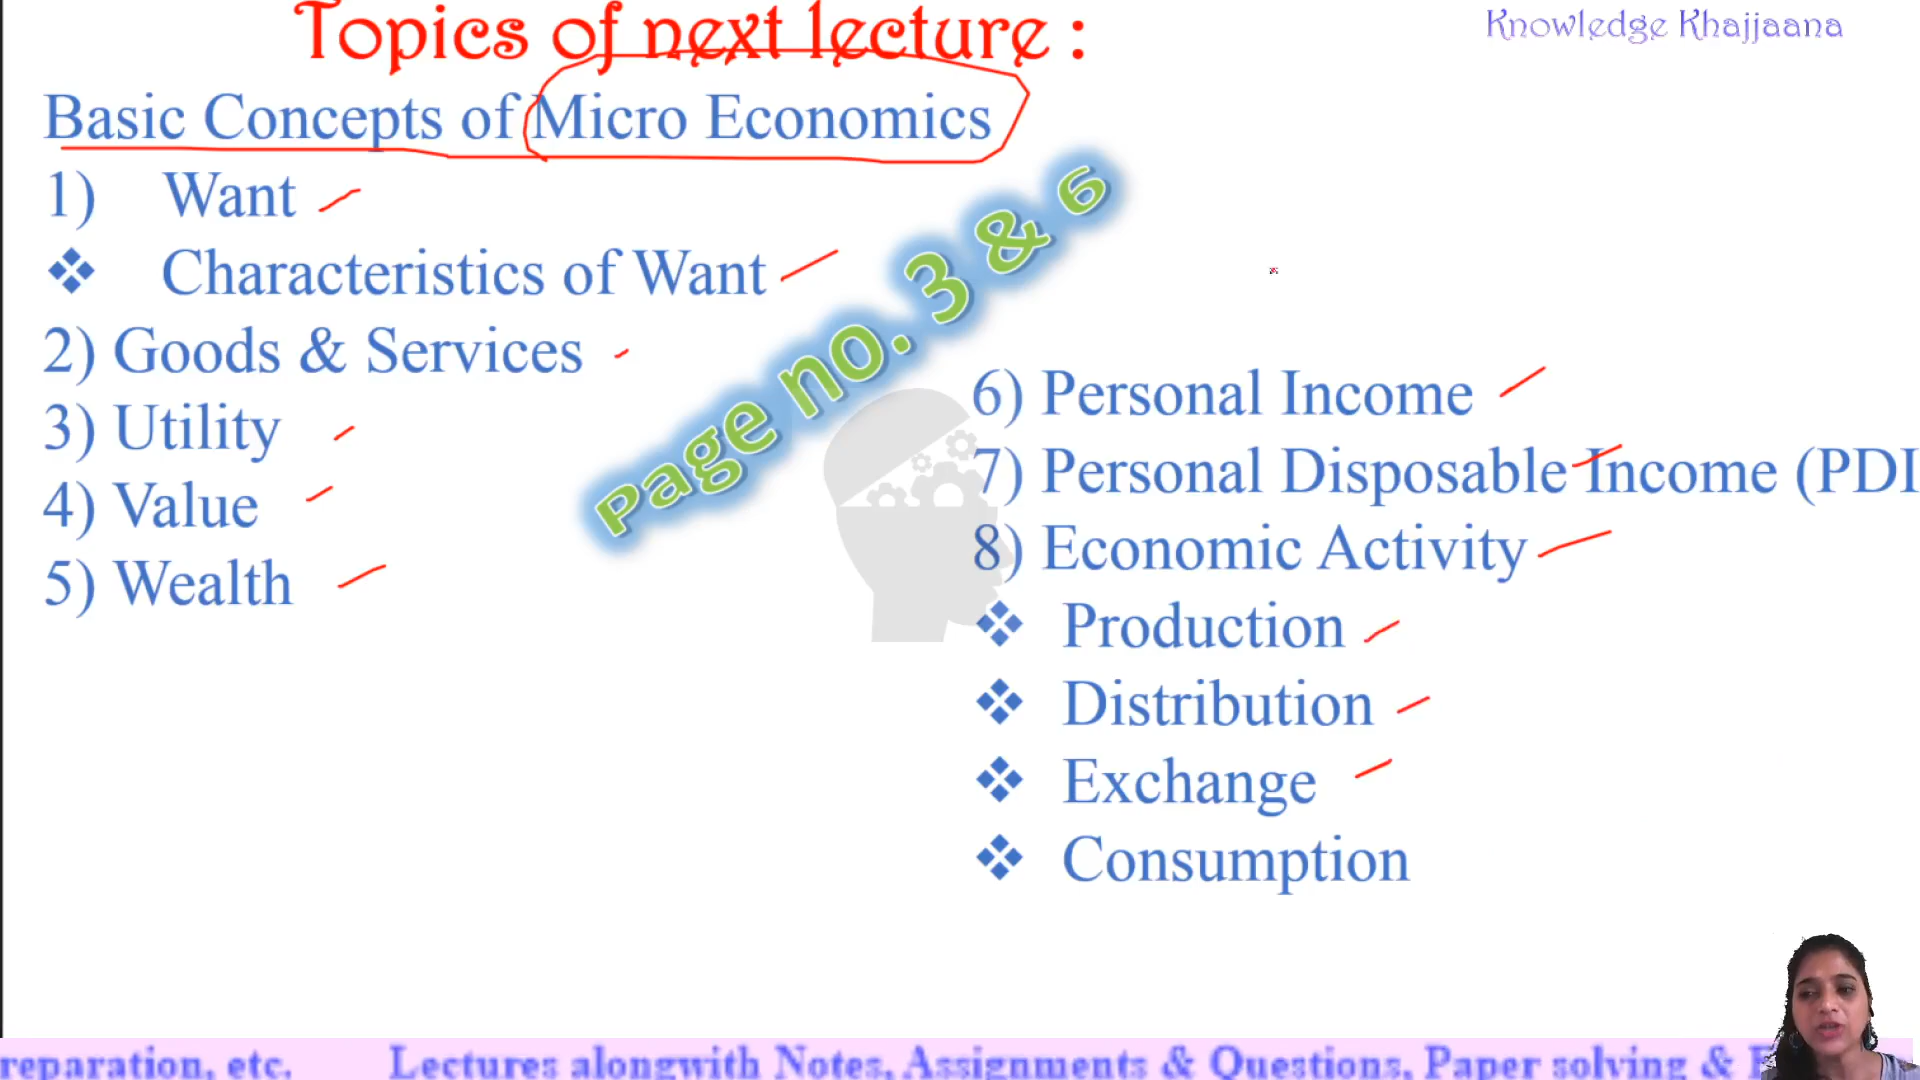 Topics of next lecture :
Knowledge Khajjaana
Basic Concepts of Micro Economics
1) Want
❖ Characteristics of Want
2) Goods & Services
3) Utility
4) Value
5) Wealth
Page no. 3 & 6
6) Personal Income
7) Personal Disposable Income (PDI
8) Economic Activity
❖ Production
❖ Distribution
❖ Exchange
❖ Consumption
reparation, etc. Lectures alongwith Notes, Assignments & Questions, Paper solving &